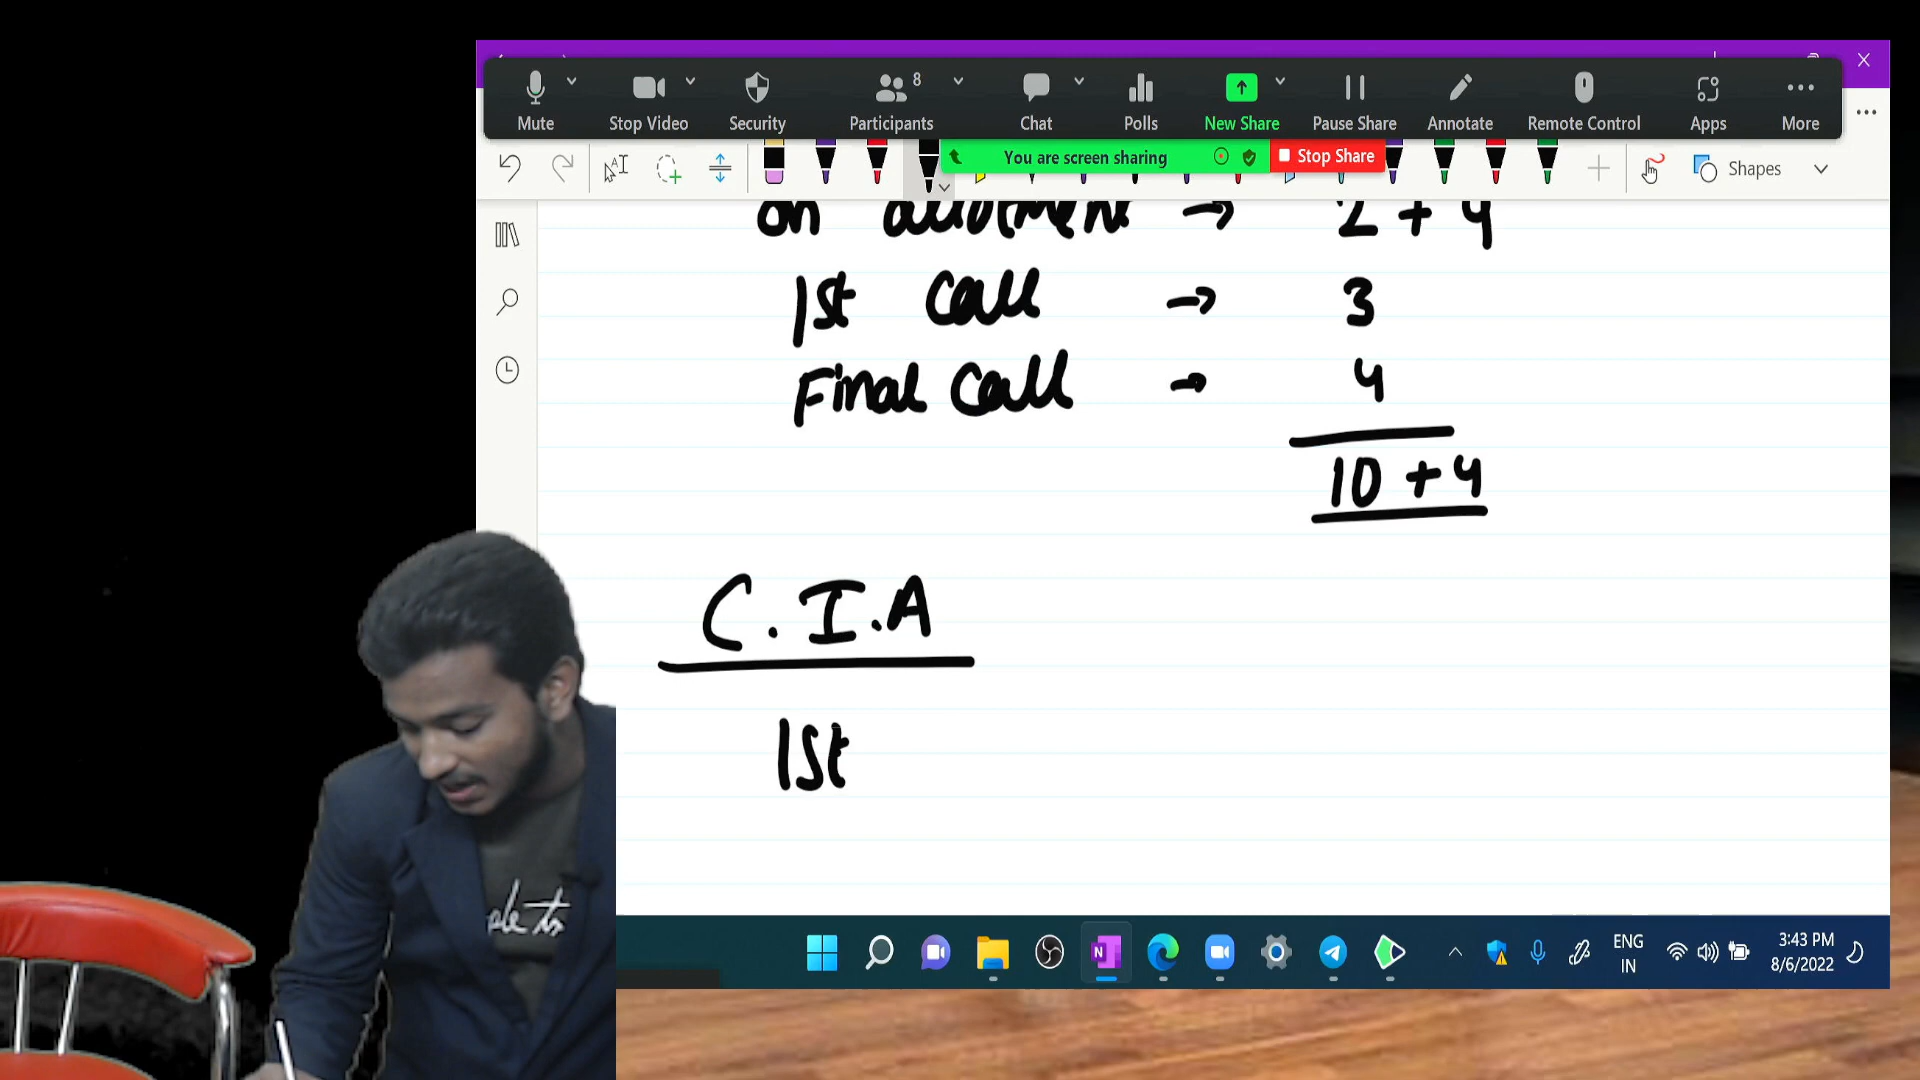 8
Mute Stop Video Security Participants Chat Polls New Share Pause Share Annotate Remote Control Apps More
You are screen sharing Stop Share
Shapes
on allotment → 2 + 4
1st call → 3
Final call → 4
10 + 4
C.I.A
1st
ENG
IN
3:43 PM
8/6/2022